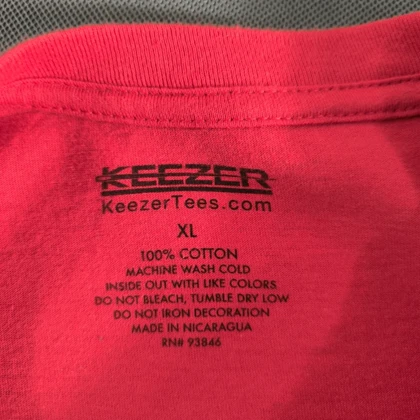 KEEZER
KeezerTees.com
XL
100% COTTON
MACHINE WASH COLD
INSIDE OUT WITH LIKE COLORS
DO NOT BLEACH, TUMBLE DRY LOW
DO NOT IRON DECORATION
MADE IN NICARAGUA
RN# 93846